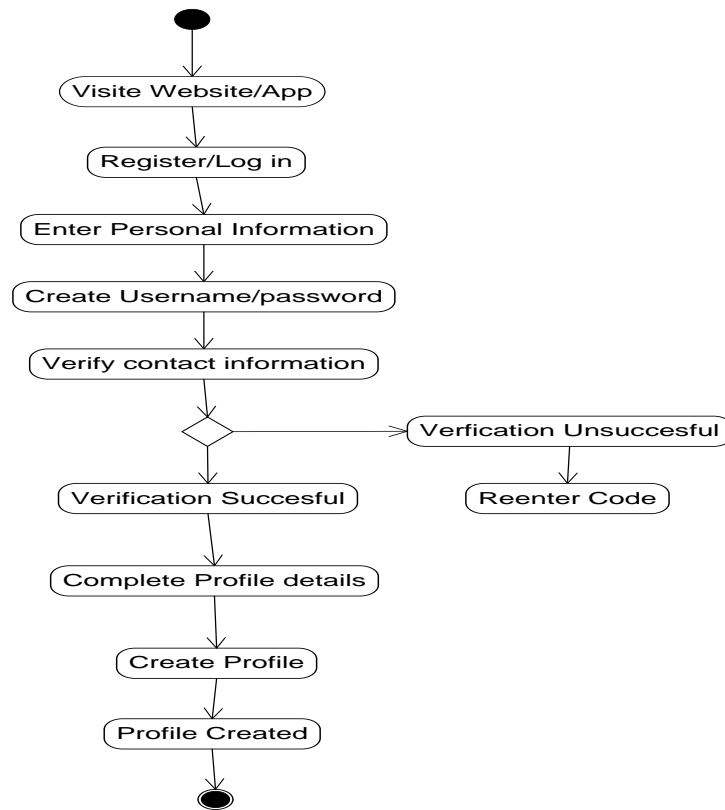 Visite Website/App
Register/Log in
Enter Personal Information
Create Username/password
Verify contact information
Verfication Unsuccesful
Verification Succesful
Reenter Code
Complete Profile details
Create Profile
Profile Created